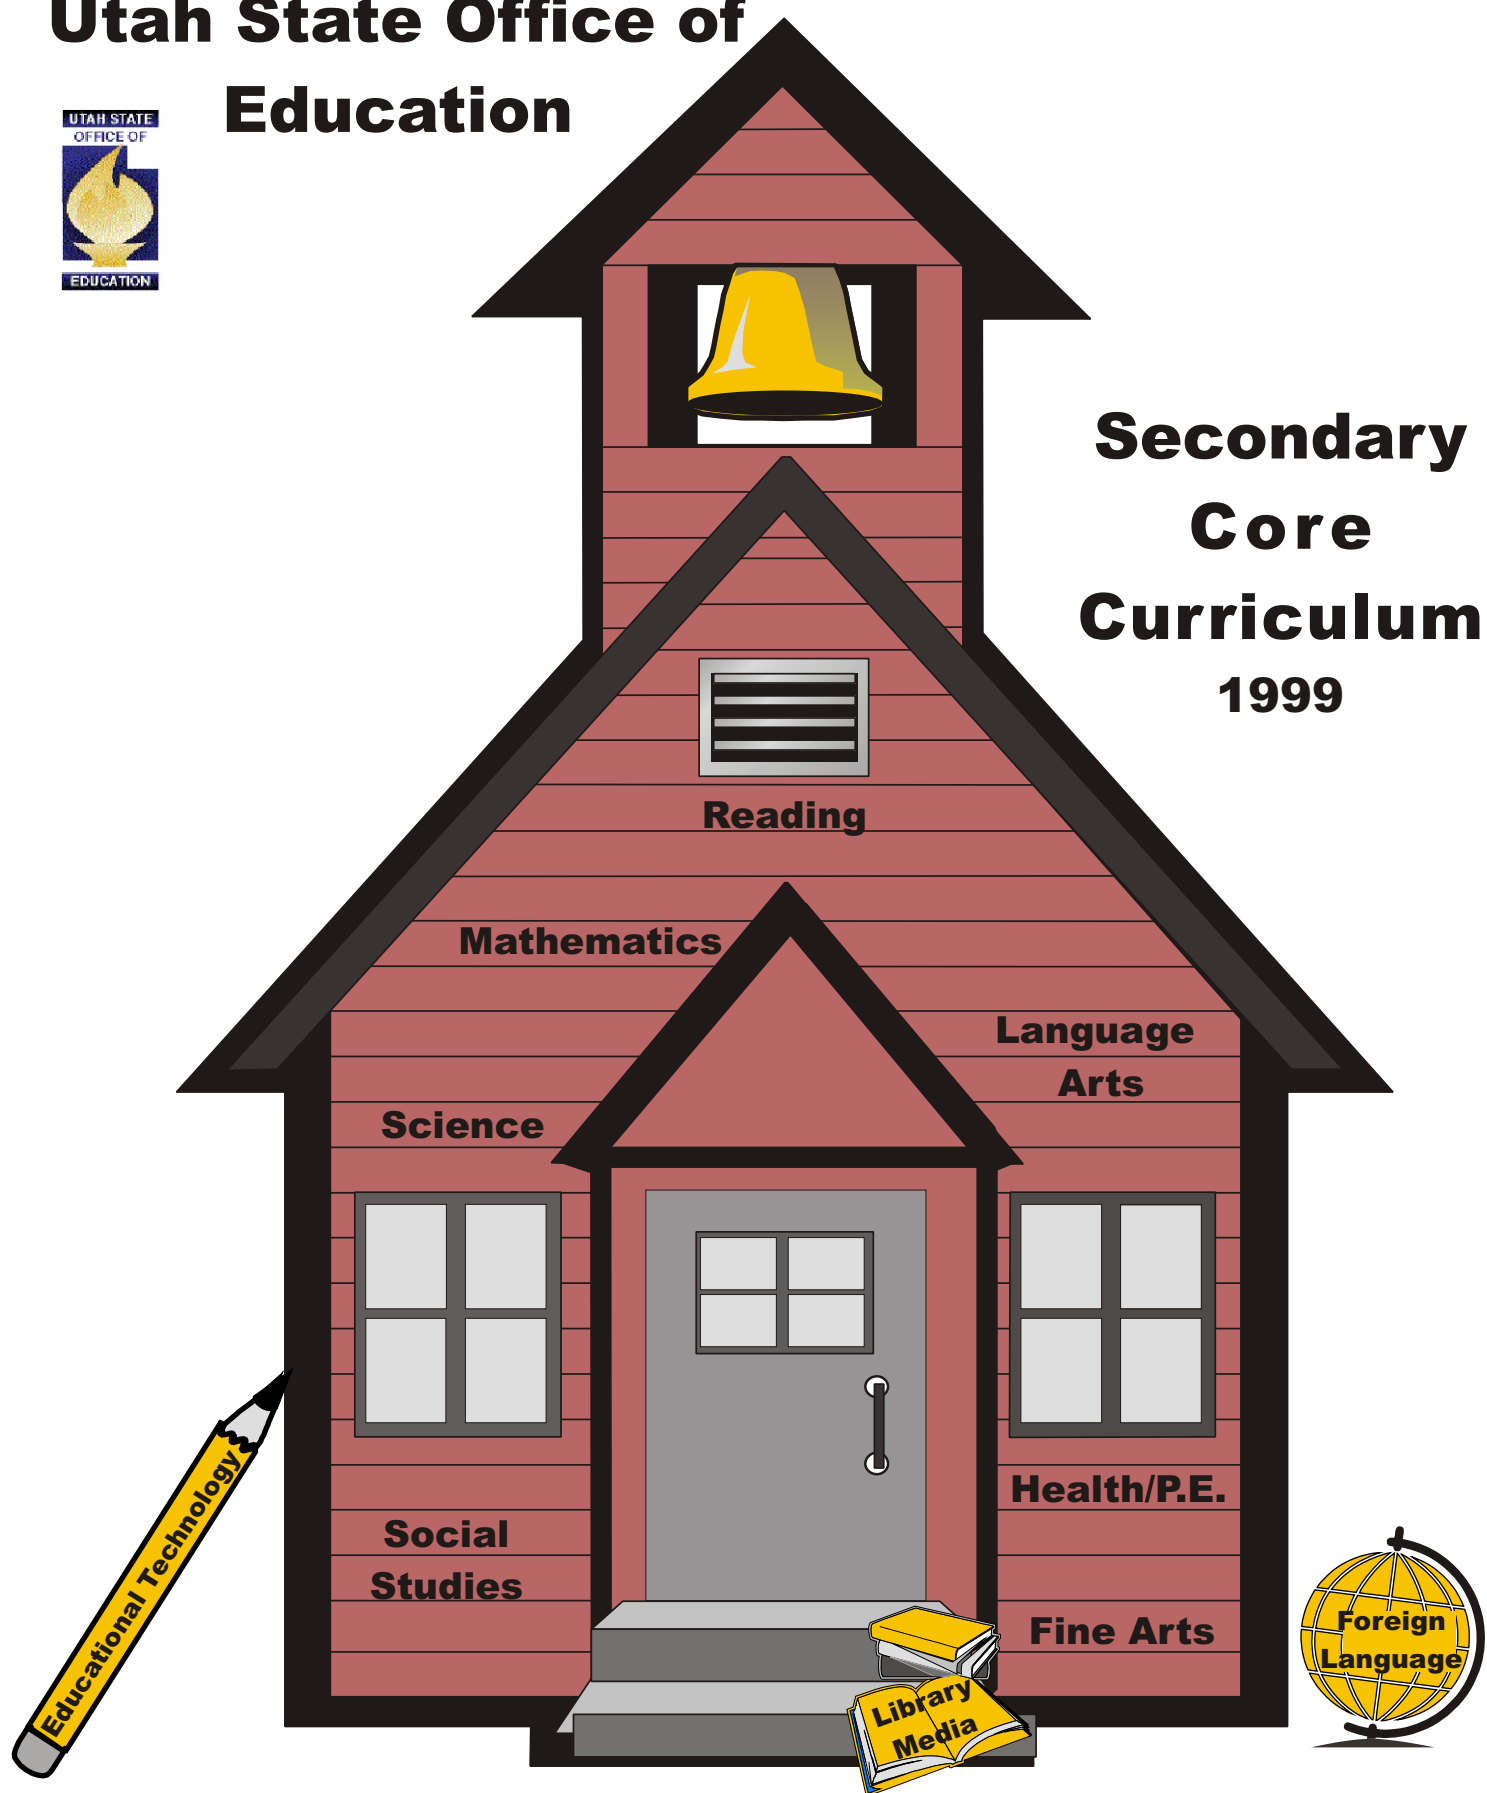 Utah State Office of
Education
UTAH STATE
OFFICE OF
EDUCATION
Secondary
Core
Curriculum
1999
Reading
Mathematics
Language
Arts
Science
Health/P.E.
Social
Studies
Fine Arts
Educational Technology
Library
Media
Foreign
Language